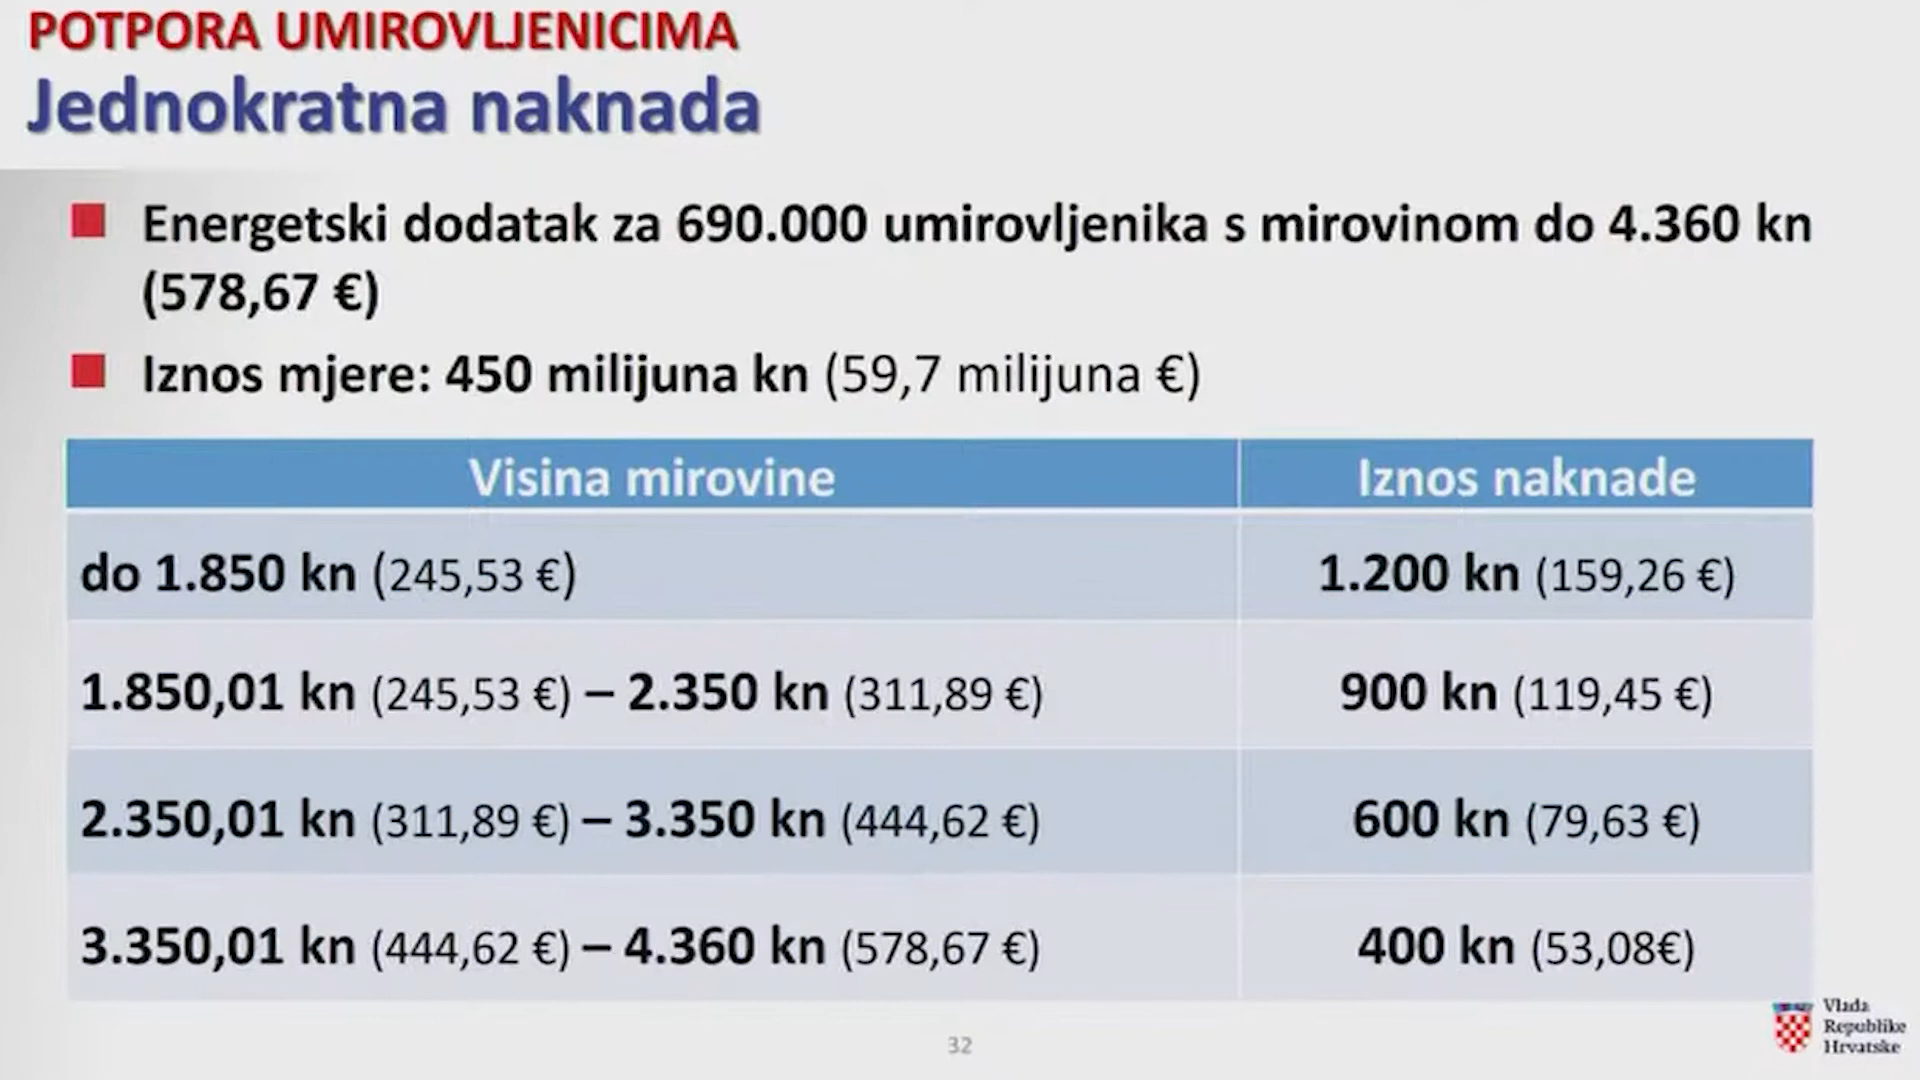 POTPORA UMIROVLJENICIMA
Jednokratna naknada
Energetski dodatak za 690.000 umirovljenika s mirovinom do 4.360 kn
(578,67 €)
Iznos mjere: 450 milijuna kn (59,7 milijuna €)
Visina mirovine Iznos naknade
do 1.850 kn (245,53 €) 1.200 kn (159,26 €)
1.850,01 kn (245,53 €) – 2.350 kn (311,89 €) 900 kn (119,45 €)
2.350,01 kn (311,89 €) – 3.350 kn (444,62 €) 600 kn (79,63 €)
3.350,01 kn (444,62 €) – 4.360 kn (578,67 €) 400 kn (53,08€)
32
Vlada
Republike
Hrvatske